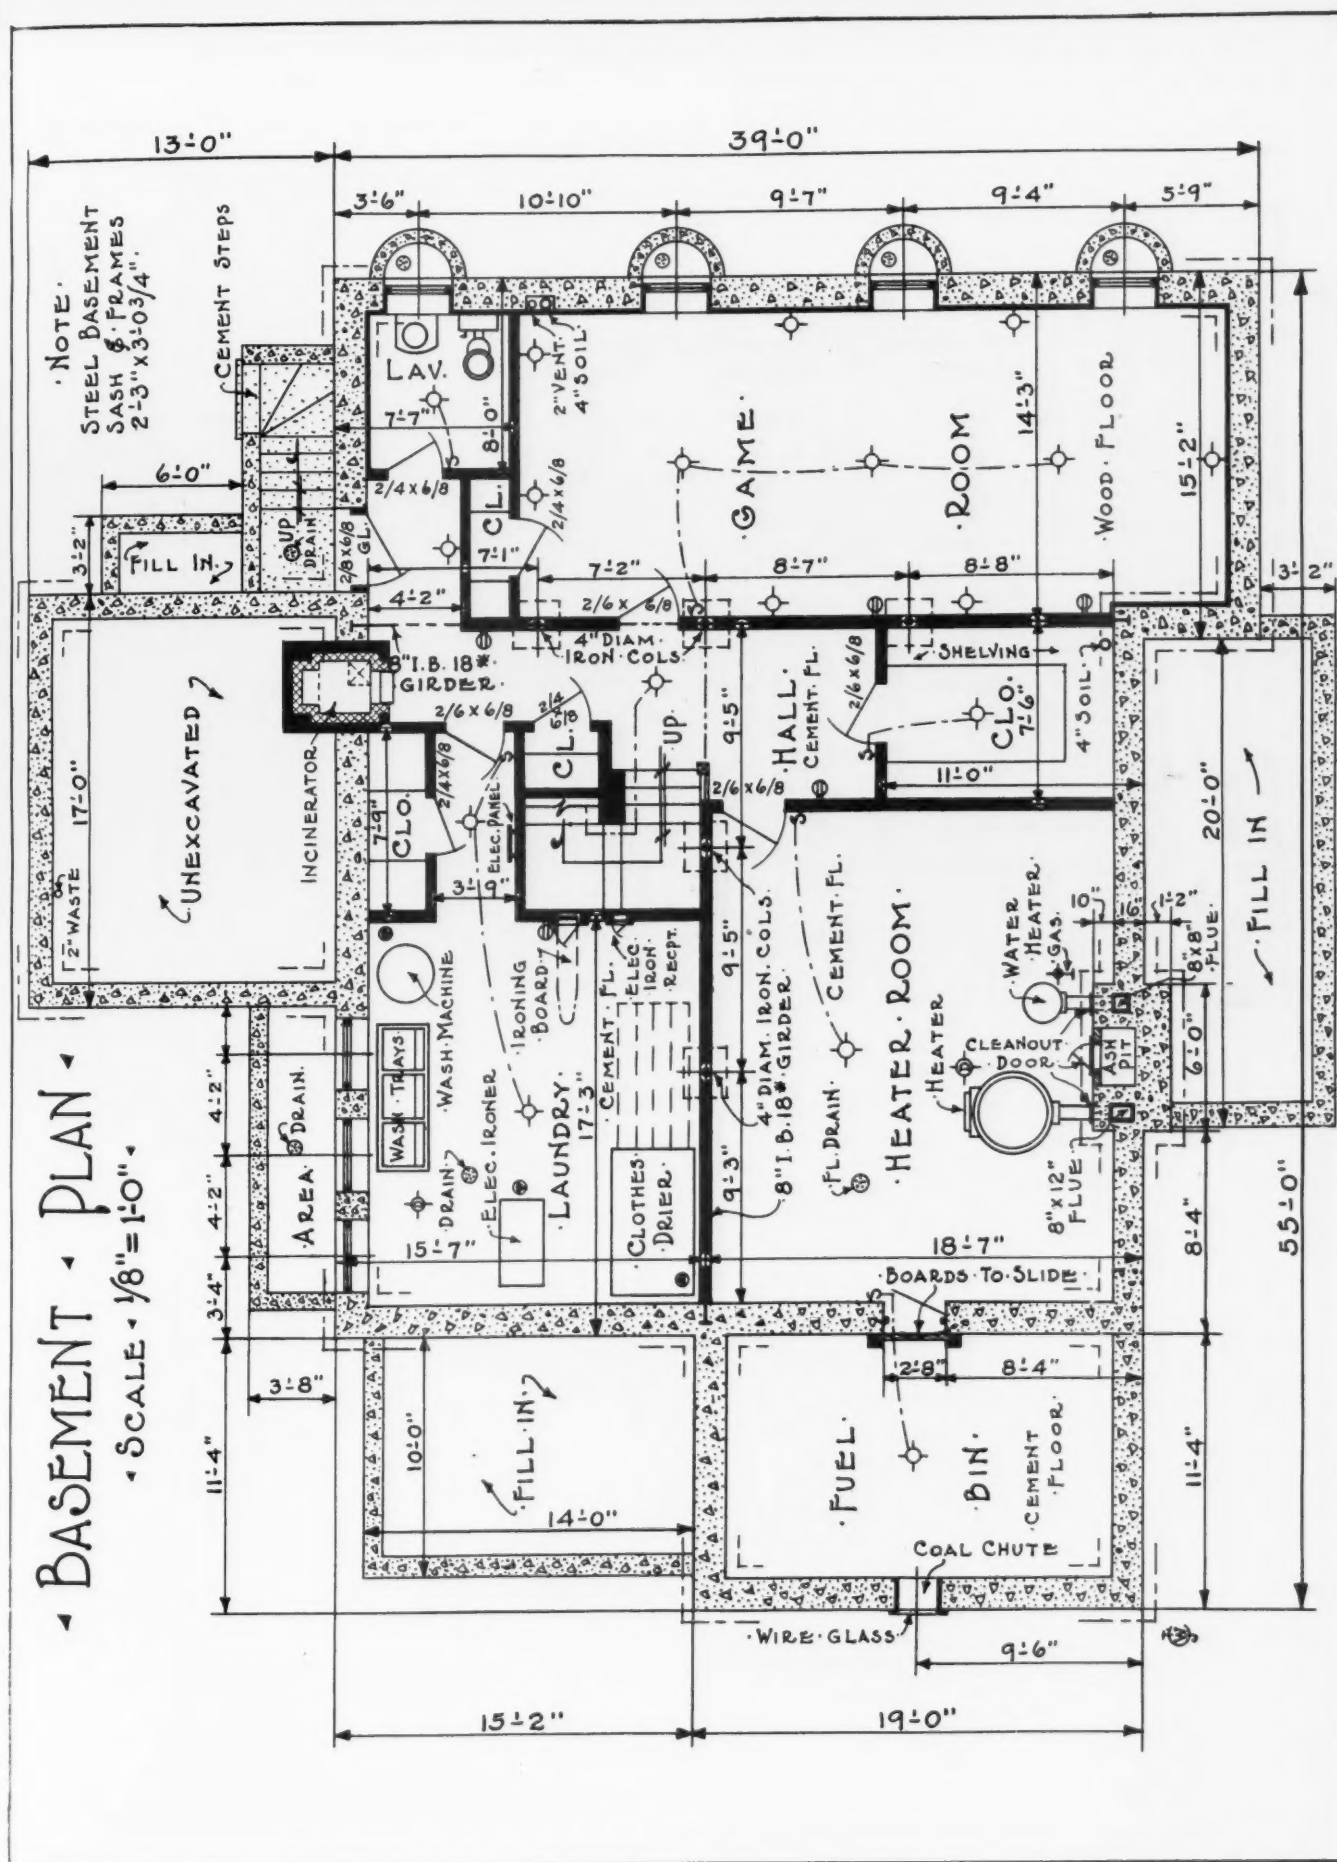 · BASEMENT · PLAN ·
· SCALE · 1/8" = 1'-0" ·
· NOTE ·
STEEL BASEMENT
SASH & FRAMES
2'-3" x 3'-0 3/4" ·
CEMENT STEPS
13'-0"
39'-0"
3'-6"
10'-10"
9'-7"
9'-4"
5'-9"
LAV.
7'-7"
8'-0"
2" VENT ·
4" SOIL ·
2/4 x 6/8
2/8 x 6/8
GL.
CL.
2/4 x 6/8
7'-1"
4'-2"
· GAME ·
· ROOM ·
WOOD · FLOOR
14'-3"
15'-2"
7'-2"
8'-7"
8'-8"
2/6 x 6/8
S
S
6'-0"
3'-2"
· FILL IN ·
UP
DRAIN
3'-2"
4" DIAM.
IRON · COLS.
8" I.B. 18#
GIRDER
2/6 x 6/8
2/4
6/8
CL.
UP
9'-5"
· HALL ·
CEMENT · FL.
2/6 x 6/8
2/6 x 6/8
S
· SHELVING ·
CLO.
7'-6"
11'-0"
4" SOIL
UNEXCAVATED
17'-0"
2" WASTE
INCINERATOR
7'-9"
CLO.
2/4 x 6/8
S
ELEC. PANEL
3'-9"
20'-0"
· FILL IN ·
55'-0"
4'-2"
4'-2"
3'-4"
11'-4"
3'-8"
DRAIN.
· AREA ·
WASH · TRAYS
WASH · MACHINE
· IRONING
BOARD ·
CEMENT · FL.
ELEC
IRON
RECPT.
· DRAIN ·
· ELEC. IRONER
· LAUNDRY ·
17'-3"
CLOTHES ·
· DRIER ·
15'-7"
9'-5"
9'-3"
4" DIAM. IRON. COLS
8" I.B. 18# GIRDER ·
S
CEMENT · FL.
FL. DRAIN ·
· HEATER · ROOM ·
· HEATER
· WATER
HEATER ·
· GAS ·
10"
6"
1'-2"
8"x8"
FLUE.
CLEANOUT ·
DOOR ·
ASH
PIT
6'-0"
8"x12"
FLUE
18'-7"
8'-4"
· BOARDS · TO · SLIDE ·
S
2'-8"
8'-4"
10'-0"
· FILL · IN ·
14'-0"
· FUEL ·
· BIN ·
· CEMENT
FLOOR ·
11'-4"
COAL CHUTE
· WIRE · GLASS ·
9'-6"
15'-2"
19'-0"